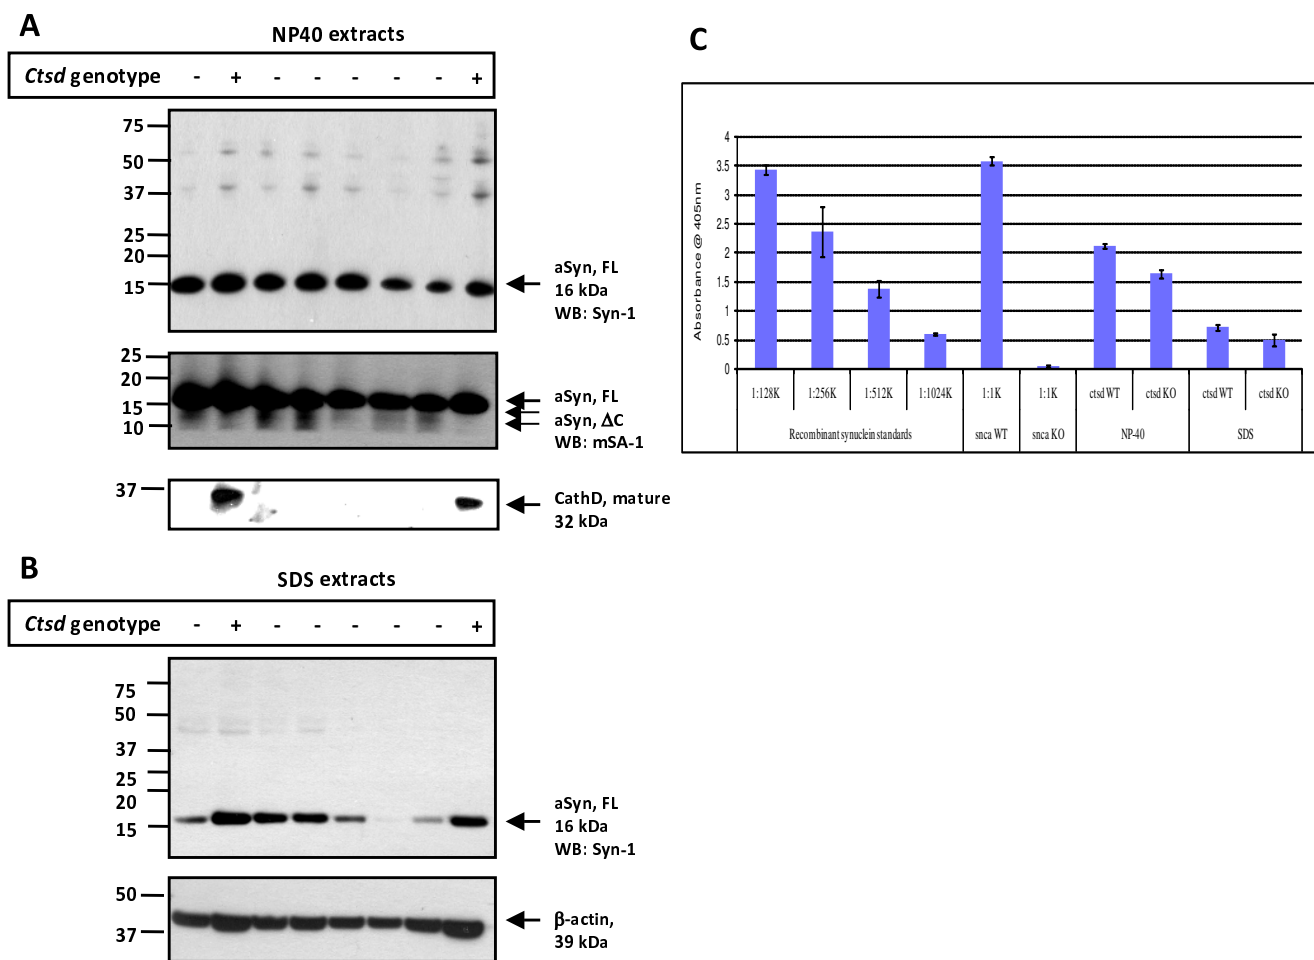 A
NP40 extracts
Ctsd genotype - + - - - - - +
75
50
37
25
20
15
aSyn, FL
16 kDa
WB: Syn-1
25
20
15
10
aSyn, FL
aSyn, ΔC
WB: mSA-1
37
CathD, mature
32 kDa
B
SDS extracts
Ctsd genotype - + - - - - - +
75
50
37
25
20
15
aSyn, FL
16 kDa
WB: Syn-1
50
37
β-actin,
39 kDa
C
Absorbance @ 405nm
4
3.5
3
2.5
2
1.5
1
0.5
0
1:128K 1:256K 1:512K 1:1024K 1:1K 1:1K ctsd WT ctsd KO ctsd WT ctsd KO
Recombinant synuclein standards snca WT snca KO NP-40 SDS